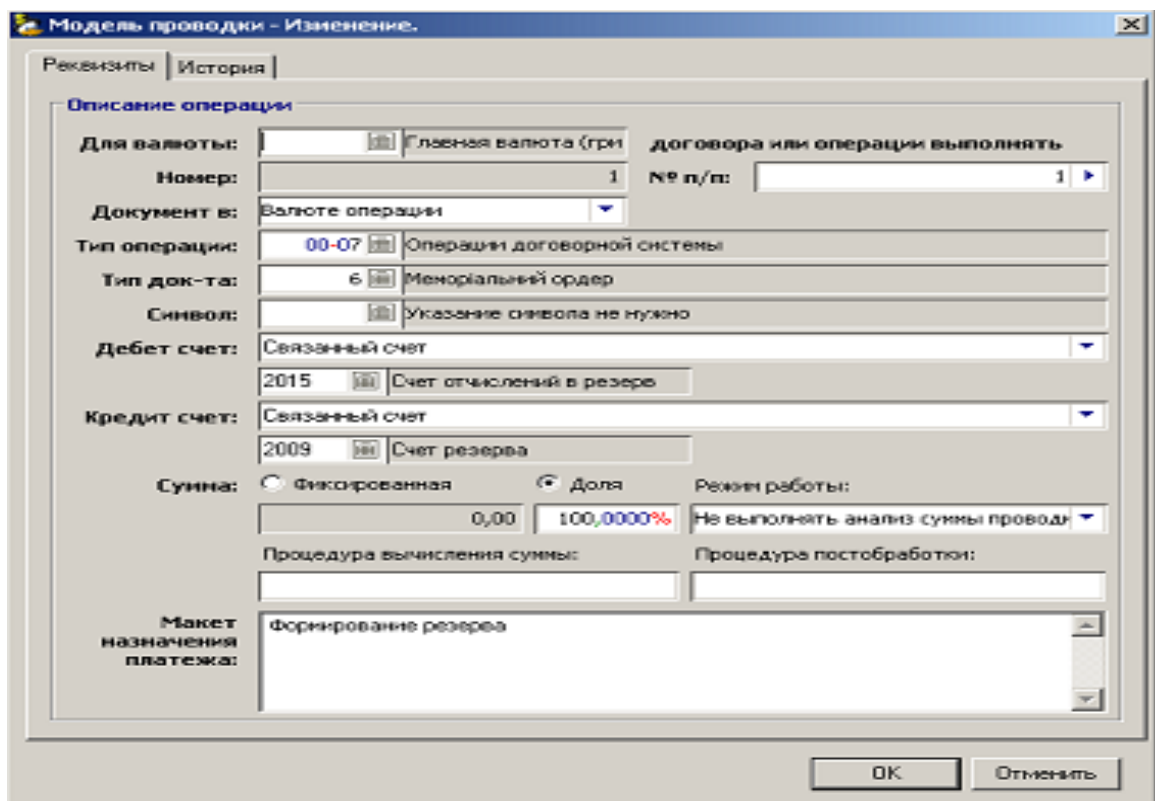 Модель проводки - Изменение.
Реквизиты История
Описание операции
Для валюты: Главная валюта (гри договора или операции выполнять
Номер: 1 № п/п: 1
Документ в: Валюте операции
Тип операции: 00-07 Операции договорной системы
Тип док-та: 6 Меморіальний ордер
Символ: Указание символа не нужно
Дебет счет: Связанный счет
2015 Счет отчислений в резерв
Кредит счет: Связанный счет
2009 Счет резерва
Сумма: Фиксированная Доля Режим работы:
0,00 100,0000% Не выполнять анализ суммы проводк
Процедура вычисления суммы: Процедура постобработки:
Макет назначения платежа: Формирование резерва
OK Отменить